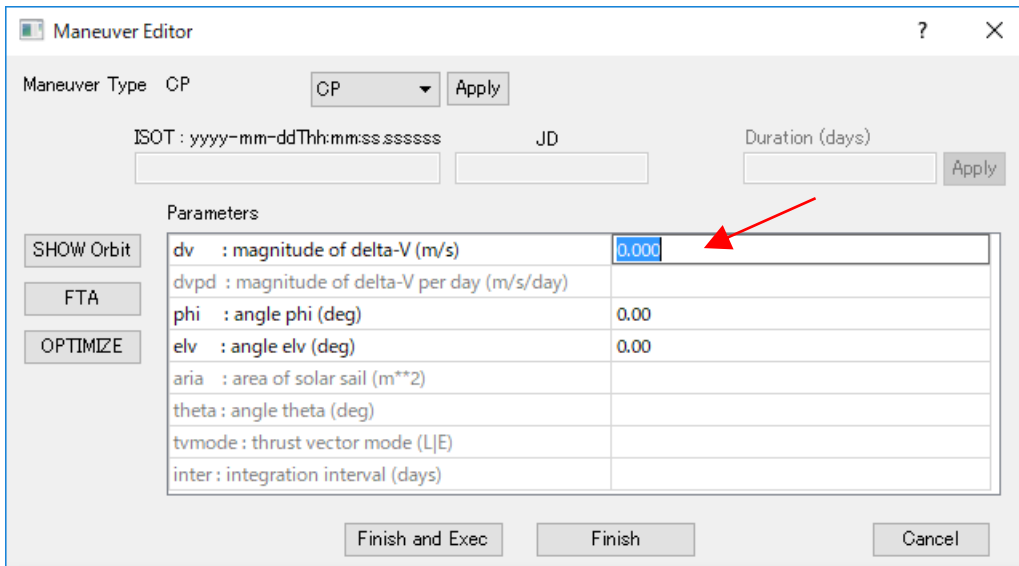 Maneuver Editor ?
Maneuver Type CP CP Apply
ISOT : yyyy-mm-ddThh:mm:ss.ssssss JD Duration (days)
Apply
Parameters
SHOW Orbit dv : magnitude of delta-V (m/s) 0.000
dvpd : magnitude of delta-V per day (m/s/day)
FTA
phi : angle phi (deg) 0.00
OPTIMIZE elv : angle elv (deg) 0.00
aria : area of solar sail (m**2)
theta : angle theta (deg)
tvmode : thrust vector mode (L|E)
inter : integration interval (days)
Finish and Exec Finish Cancel